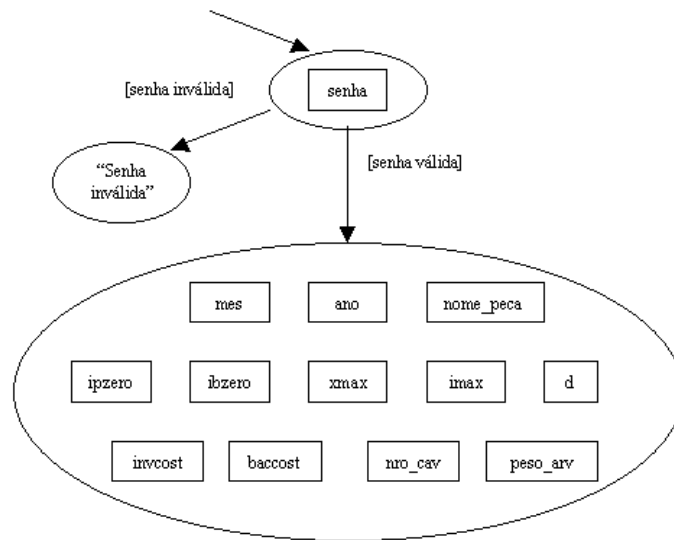 senha
[senha inválida]
“Senha
inválida”
[senha válida]
mes
ano
nome_peca
ipzero
ibzero
xmax
imax
d
invcost
baccost
nro_cav
peso_arv